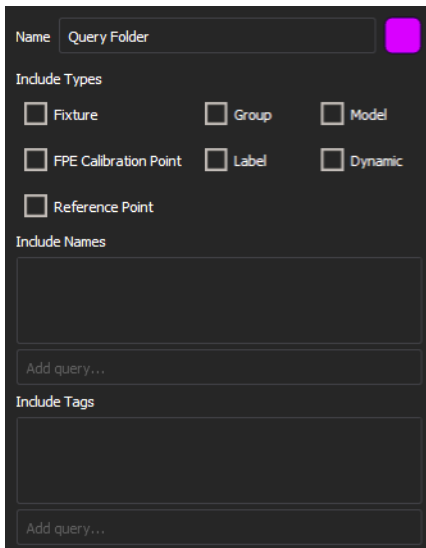 Name Query Folder
Include Types
Fixture Group Model
FPE Calibration Point Label Dynamic
Reference Point
Include Names
Add query...
Include Tags
Add query...